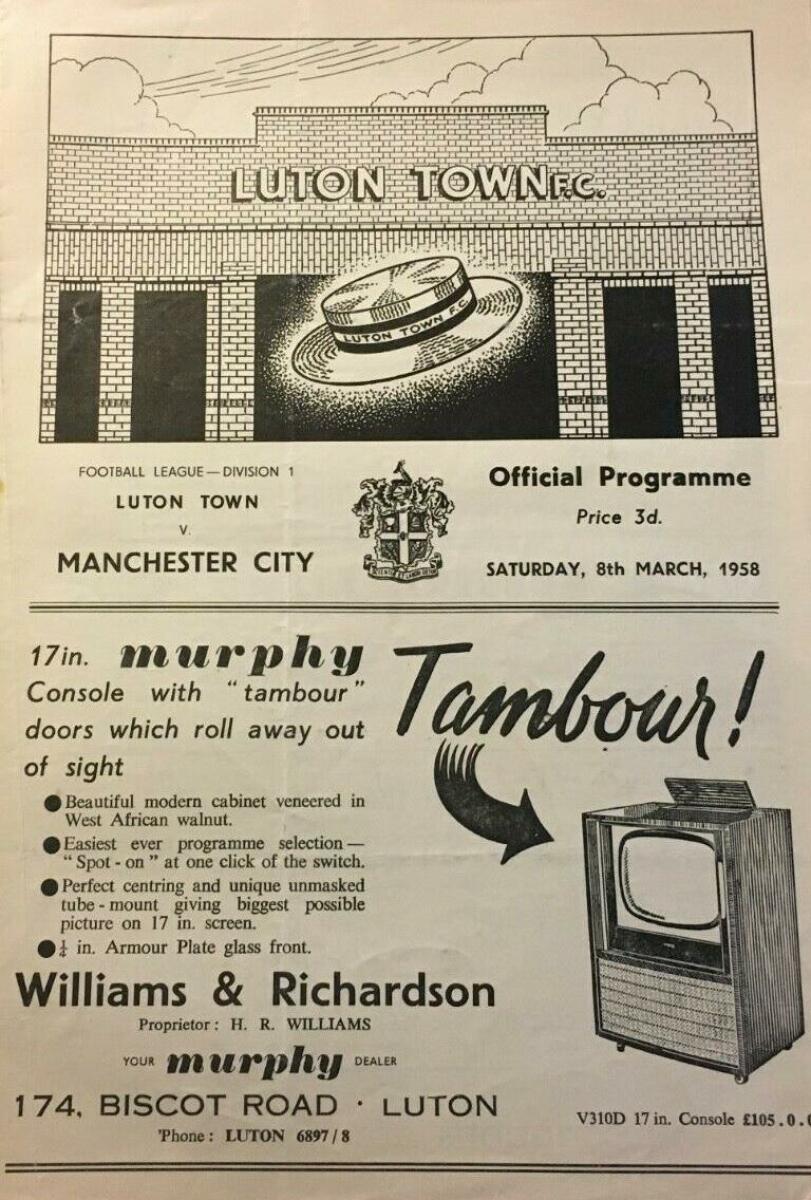 LUTON TOWN F.C.
LUTON TOWN F.C.
FOOTBALL LEAGUE — DIVISION 1
LUTON TOWN
V.
MANCHESTER CITY
Official Programme
Price 3d.
SATURDAY, 8th MARCH, 1958
17in. murphy
Console with "tambour"
doors which roll away out
of sight
Tambour!
● Beautiful modern cabinet veneered in
West African walnut.
● Easiest ever programme selection —
"Spot - on" at one click of the switch.
● Perfect centring and unique unmasked
tube - mount giving biggest possible
picture on 17 in. screen.
● ¼ in. Armour Plate glass front.
Williams & Richardson
Proprietor : H. R. WILLIAMS
YOUR murphy DEALER
174, BISCOT ROAD · LUTON
'Phone : LUTON 6897/8
V310D 17 in. Console £105.0.